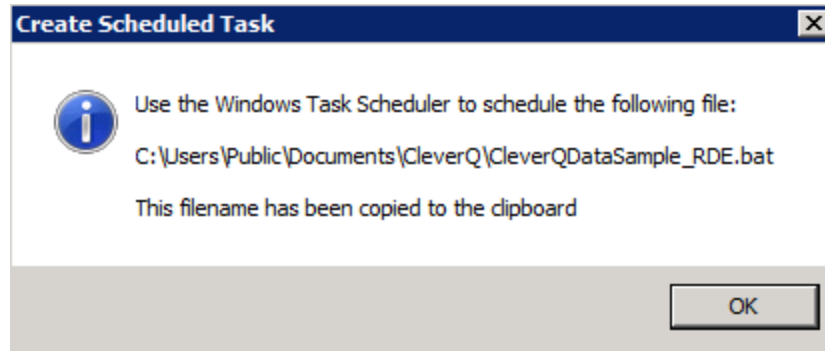 Create Scheduled Task
Use the Windows Task Scheduler to schedule the following file:
C:\Users\Public\Documents\CleverQ\CleverQDataSample_RDE.bat
This filename has been copied to the clipboard
OK